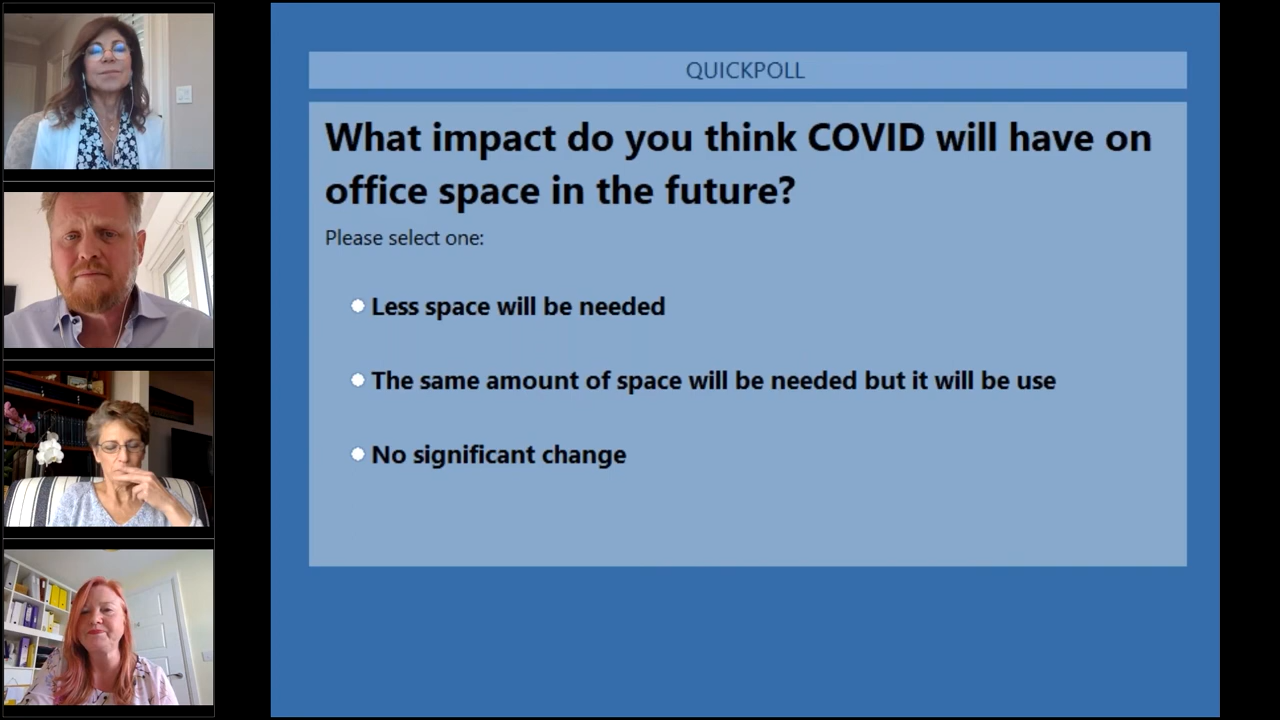 QUICKPOLL
What impact do you think COVID will have on
office space in the future?
Please select one:
Less space will be needed
The same amount of space will be needed but it will be use
No significant change